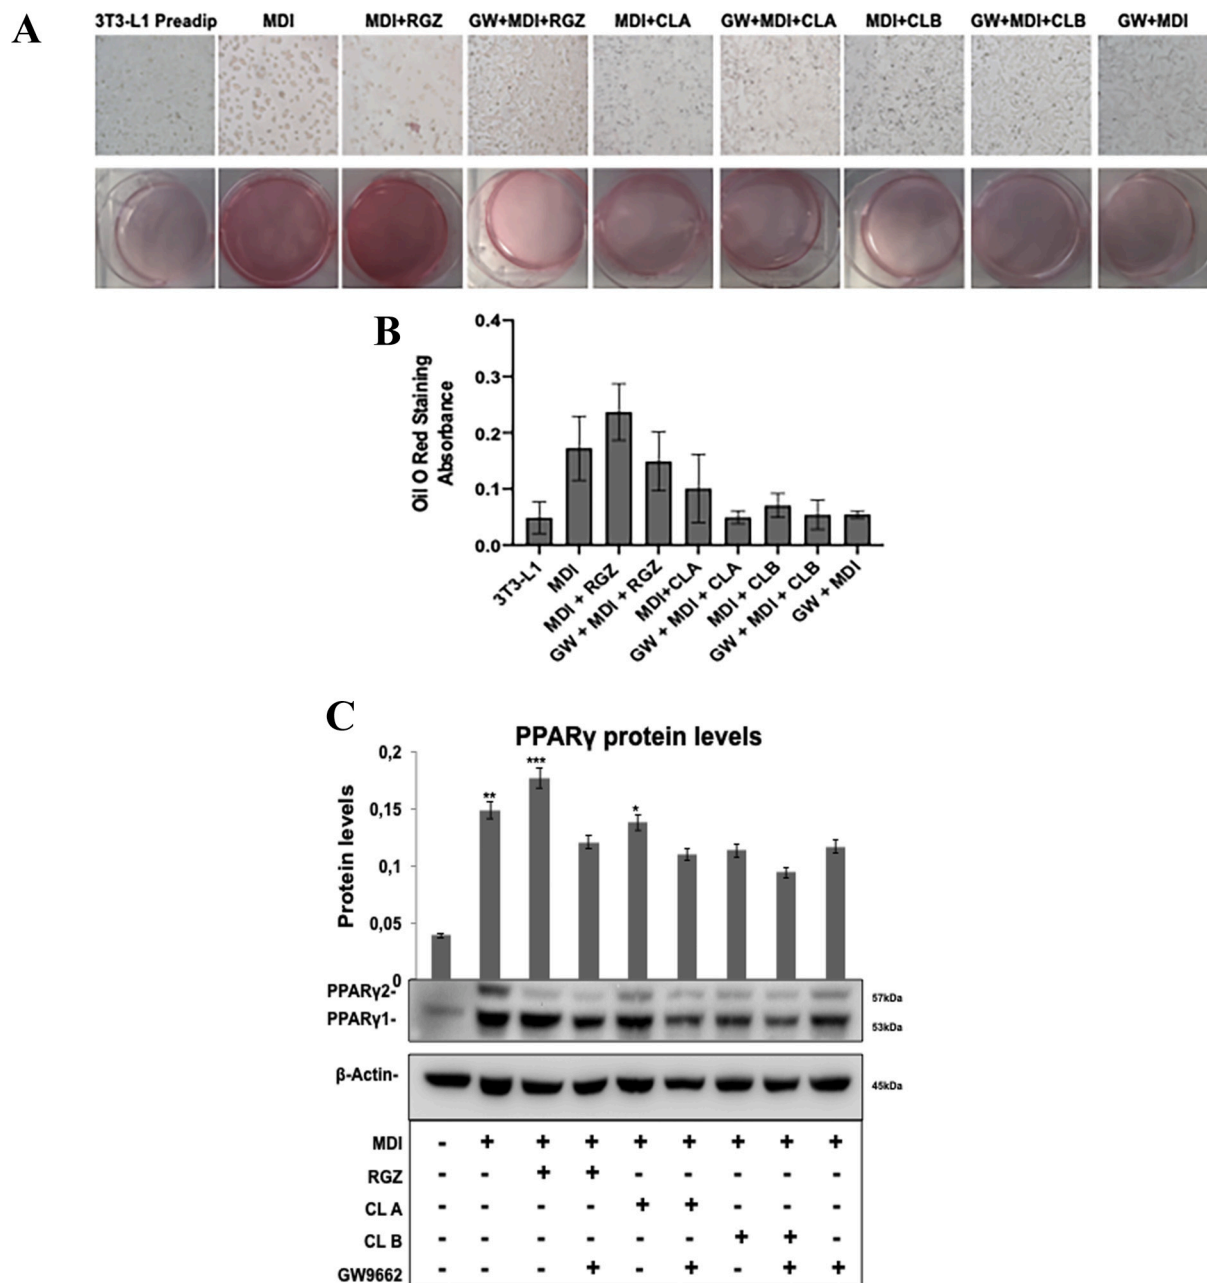 A
3T3-L1 Preadip MDI MDI+RGZ GW+MDI+RGZ MDI+CLA GW+MDI+CLA MDI+CLB GW+MDI+CLB GW+MDI
B
Oil O Red Staining
Absorbance
0.4
0.3
0.2
0.1
0.0
3T3-L1
MDI
MDI + RGZ
GW + MDI + RGZ
MDI+CLA
GW + MDI + CLA
MDI + CLB
GW + MDI + CLB
GW + MDI
C
PPARγ protein levels
Protein levels
0,2
0,15
0,1
0,05
0
** *** *
PPARγ2-
57kDa
PPARγ1-
53kDa
β-Actin-
45kDa
MDI - + + + + + + + +
RGZ - - + + - - - - -
CL A - - - - + + - - -
CL B - - - - - - + + -
GW9662 - - - + - + - + +